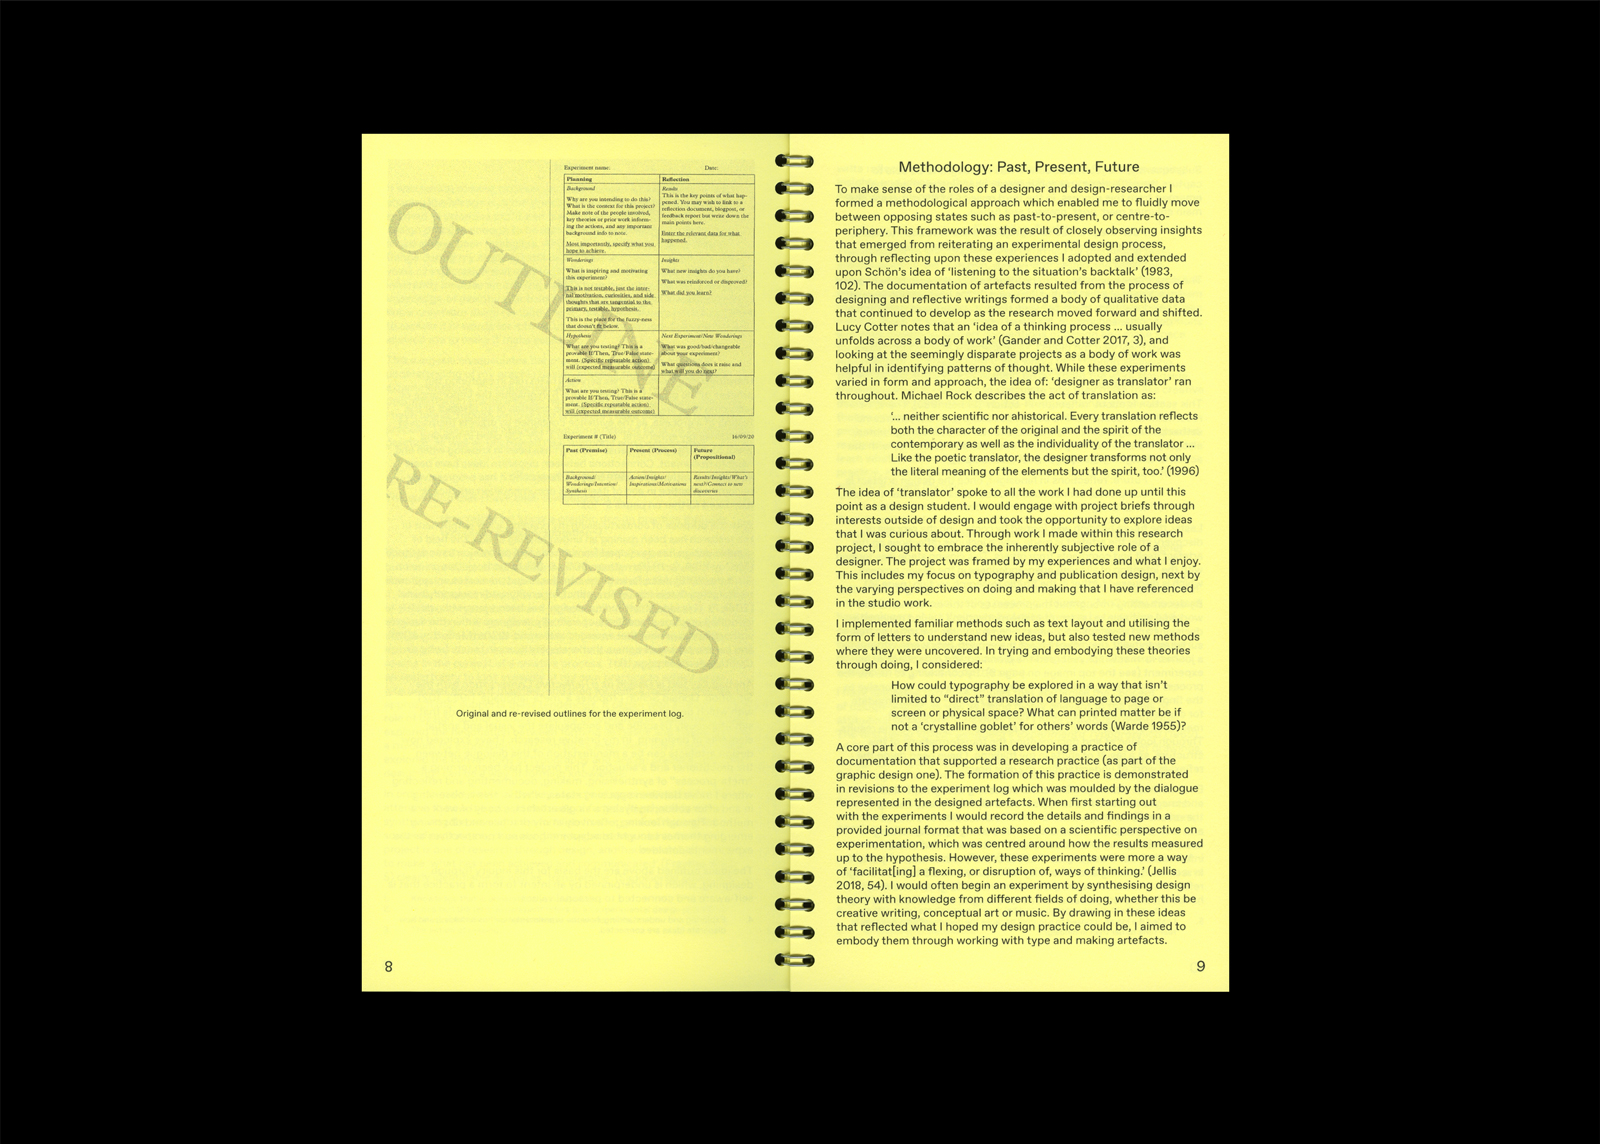 OUTLINE
RE-REVISED
Experiment name: Date:
Planning
Background
Why are you intending to do this?
What is the context for this project?
Make note of the people involved,
key theories or prior work inform-
ing the actions, and any important
background info to note.
Most importantly, specify what you
hope to achieve.
Reflection
Results
This is the key points of what hap-
pened. You may wish to link to a
reflection document, blogpost, or
feedback report but write down the
main points here.
Enter the relevant data for what
happened.
Wonderings
What is inspiring and motivating
this experiment?
This is not testable, just the inter-
nal motivation, curiosities, and side
thoughts that are tangential to the
primary, testable, hypothesis.
This is the place for the fuzzy-ness
that doesn't fit below.
Insights
What new insights do you have?
What was reinforced or disproved?
What did you learn?
Hypothesis
What are you testing? This is a
provable If/Then, True/False state-
ment. (Specific repeatable action)
will (expected measurable outcome)
Next Experiment/New Wonderings
What was good/bad/changeable
about your experiment?
What questions does it raise and
what will you do next?
Action
What are you testing? This is a
provable If/Then, True/False state-
ment. (Specific repeatable action)
will (expected measurable outcome)
Experiment # (Title) 16/09/20
Past (Premise)
Present (Process)
Future
(Propositional)
Background/
Wonderings/Intention/
Synthesis
Action/Insights/
Inspirations/Motivations
Results/Insights/What's
next?/Connect to new
discoveries
Original and re-revised outlines for the experiment log.
8
Methodology: Past, Present, Future
To make sense of the roles of a designer and design-researcher I
formed a methodological approach which enabled me to fluidly move
between opposing states such as past-to-present, or centre-to-
periphery. This framework was the result of closely observing insights
that emerged from reiterating an experimental design process,
through reflecting upon these experiences I adopted and extended
upon Schön's idea of 'listening to the situation's backtalk' (1983,
102). The documentation of artefacts resulted from the process of
designing and reflective writings formed a body of qualitative data
that continued to develop as the research moved forward and shifted.
Lucy Cotter notes that an 'idea of a thinking process ... usually
unfolds across a body of work' (Gander and Cotter 2017, 3), and
looking at the seemingly disparate projects as a body of work was
helpful in identifying patterns of thought. While these experiments
varied in form and approach, the idea of: 'designer as translator' ran
throughout. Michael Rock describes the act of translation as:
'... neither scientific nor ahistorical. Every translation reflects
both the character of the original and the spirit of the
contemporary as well as the individuality of the translator ...
Like the poetic translator, the designer transforms not only
the literal meaning of the elements but the spirit, too.' (1996)
The idea of 'translator' spoke to all the work I had done up until this
point as a design student. I would engage with project briefs through
interests outside of design and took the opportunity to explore ideas
that I was curious about. Through work I made within this research
project, I sought to embrace the inherently subjective role of a
designer. The project was framed by my experiences and what I enjoy.
This includes my focus on typography and publication design, next by
the varying perspectives on doing and making that I have referenced
in the studio work.
I implemented familiar methods such as text layout and utilising the
form of letters to understand new ideas, but also tested new methods
where they were uncovered. In trying and embodying these theories
through doing, I considered:
How could typography be explored in a way that isn't
limited to “direct” translation of language to page or
screen or physical space? What can printed matter be if
not a 'crystalline goblet' for others' words (Warde 1955)?
A core part of this process was in developing a practice of
documentation that supported a research practice (as part of the
graphic design one). The formation of this practice is demonstrated
in revisions to the experiment log which was moulded by the dialogue
represented in the designed artefacts. When first starting out
with the experiments I would record the details and findings in a
provided journal format that was based on a scientific perspective on
experimentation, which was centred around how the results measured
up to the hypothesis. However, these experiments were more a way
of 'facilitat[ing] a flexing, or disruption of, ways of thinking.' (Jellis
2018, 54). I would often begin an experiment by synthesising design
theory with knowledge from different fields of doing, whether this be
creative writing, conceptual art or music. By drawing in these ideas
that reflected what I hoped my design practice could be, I aimed to
embody them through working with type and making artefacts.
9